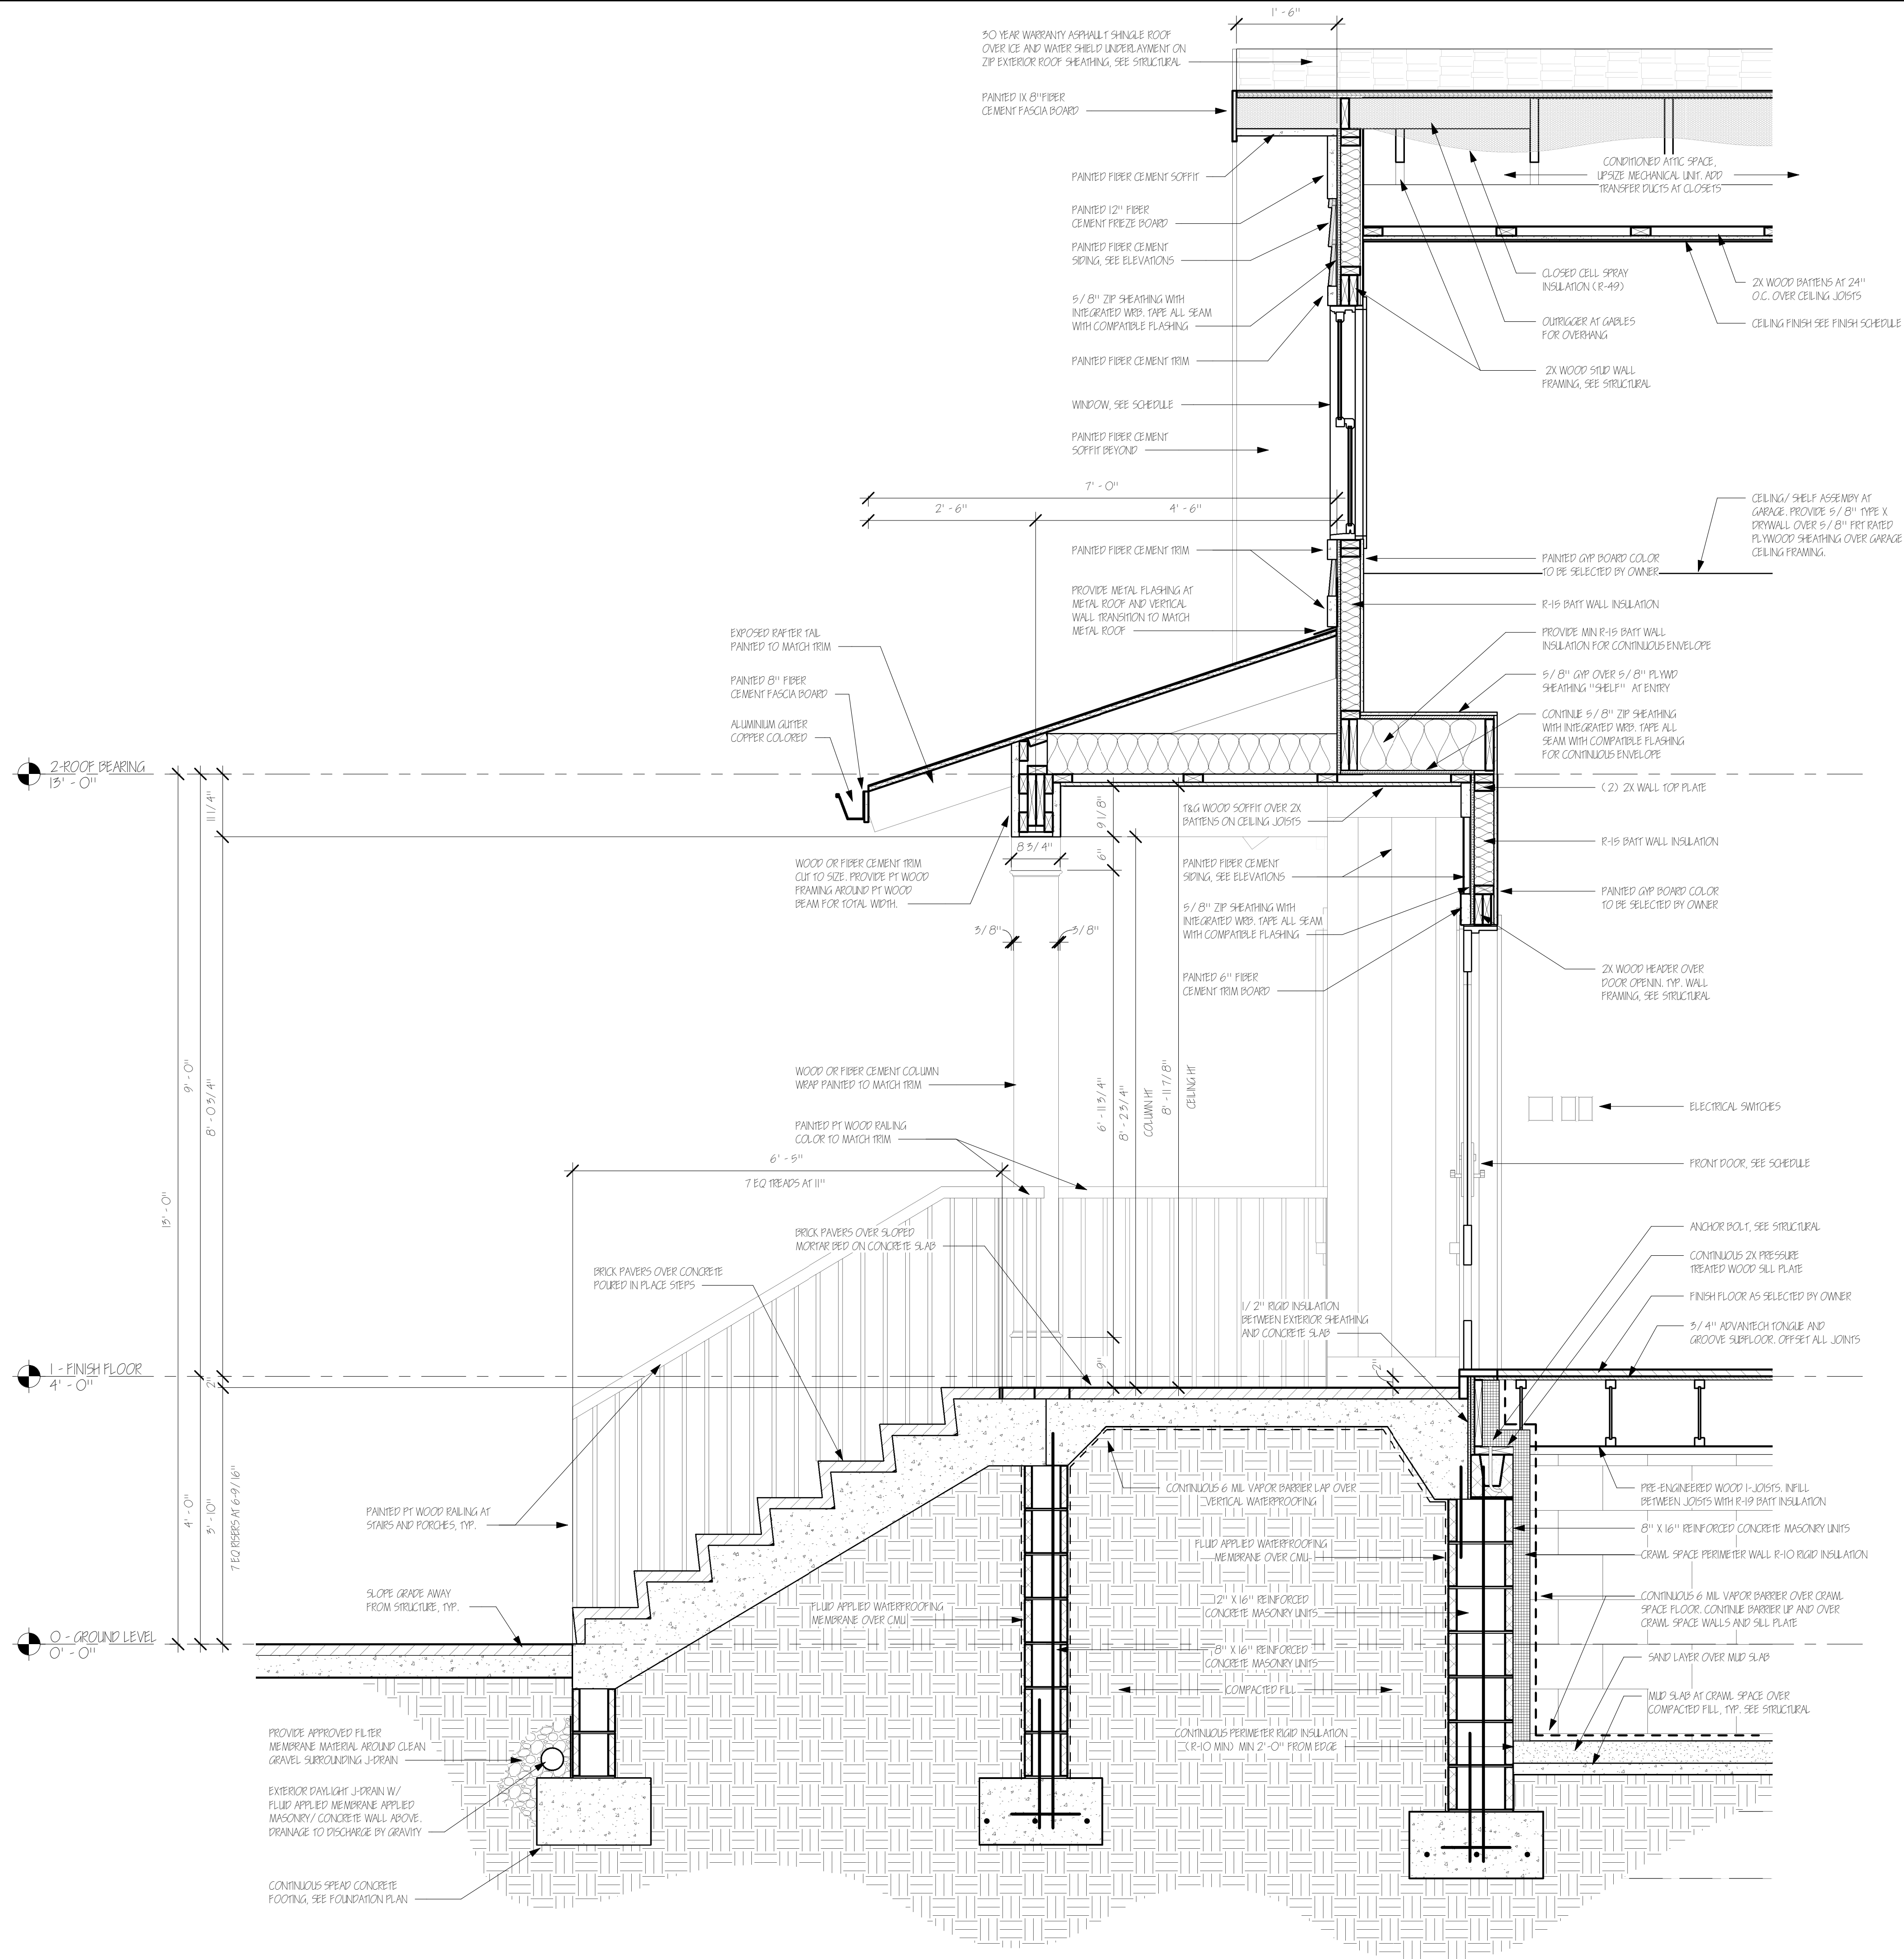 1' - 6"
30 YEAR WARRANTY ASPHAULT SHINGLE ROOF
OVER ICE AND WATER SHIELD UNDERLAYMENT ON
ZIP EXTERIOR ROOF SHEATHING, SEE STRUCTURAL
PAINTED 1X 8"FIBER
CEMENT FASCIA BOARD
PAINTED FIBER CEMENT SOFFIT
PAINTED 12" FIBER
CEMENT FRIEZE BOARD
PAINTED FIBER CEMENT
SIDING, SEE ELEVATIONS
5/8" ZIP SHEATHING WITH
INTEGRATED WRB. TAPE ALL SEAM
WITH COMPATIBLE FLASHING
PAINTED FIBER CEMENT TRIM
WINDOW, SEE SCHEDULE
PAINTED FIBER CEMENT
SOFFIT BEYOND
7' - 0"
2' - 6"
4' - 6"
PAINTED FIBER CEMENT TRIM
PROVIDE METAL FLASHING AT
METAL ROOF AND VERTICAL
WALL TRANSITION TO MATCH
METAL ROOF
CONDITIONED ATTIC SPACE,
UPSIZE MECHANICAL UNIT. ADD
TRANSFER DUCTS AT CLOSETS
CLOSED CELL SPRAY
INSULATION (R-49)
2X WOOD BATTENS AT 24"
O.C. OVER CEILING JOISTS
OUTRIGGER AT GABLES
FOR OVERHANG
CEILING FINISH SEE FINISH SCHEDULE
2X WOOD STUD WALL
FRAMING, SEE STRUCTURAL
CEILING/ SHELF ASSEMBY AT
GARAGE. PROVIDE 5/8" TYPE X
DRYWALL OVER 5/8" FRT RATED
PLYWOOD SHEATHING OVER GARAGE
CEILING FRAMING.
PAINTED GYP BOARD COLOR
TO BE SELECTED BY OWNER
R-15 BATT WALL INSULATION
PROVIDE MIN R-15 BATT WALL
INSULATION FOR CONTINUOUS ENVELOPE
5/8" GYP OVER 5/8" PLYWD
SHEATHING "SHELF" AT ENTRY
CONTINUE 5/8" ZIP SHEATHING
WITH INTEGRATED WRB. TAPE ALL
SEAM WITH COMPATIBLE FLASHING
FOR CONTINUOUS ENVELOPE
(2) 2X WALL TOP PLATE
R-15 BATT WALL INSULATION
PAINTED GYP BOARD COLOR
TO BE SELECTED BY OWNER
2X WOOD HEADER OVER
DOOR OPENIN. TYP. WALL
FRAMING, SEE STRUCTURAL
EXPOSED RAFTER TAIL
PAINTED TO MATCH TRIM
PAINTED 8" FIBER
CEMENT FASCIA BOARD
ALUMINIUM GUTTER
COPPER COLORED
2-ROOF BEARING
13' - 0"
WOOD OR FIBER CEMENT TRIM
CUT TO SIZE. PROVIDE PT WOOD
FRAMING AROUND PT WOOD
BEAM FOR TOTAL WIDTH.
T&G WOOD SOFFIT OVER 2X
BATTENS ON CEILING JOISTS
PAINTED FIBER CEMENT
SIDING, SEE ELEVATIONS
5/8" ZIP SHEATHING WITH
INTEGRATED WRB. TAPE ALL SEAM
WITH COMPATIBLE FLASHING
PAINTED 6" FIBER
CEMENT TRIM BOARD
8 3/4"
3/8"
3/8"
9 1/8"
6"
6' - 11 3/4"
8' - 2 3/4"
COLUMN HT
8' - 11 7/8"
CEILING HT
9"
2"
11 1/4"
8' - 0 3/4"
9' - 0"
13' - 0"
2"
3' - 10"
4' - 0"
7 EQ RISERS AT 6-9/16"
WOOD OR FIBER CEMENT COLUMN
WRAP PAINTED TO MATCH TRIM
PAINTED PT WOOD RAILING
COLOR TO MATCH TRIM
6' - 5"
7 EQ TREADS AT 11"
BRICK PAVERS OVER SLOPED
MORTAR BED ON CONCRETE SLAB
BRICK PAVERS OVER CONCRETE
POURED IN PLACE STEPS
1/2" RIGID INSULATION
BETWEEN EXTERIOR SHEATHING
AND CONCRETE SLAB
ELECTRICAL SWITCHES
FRONT DOOR, SEE SCHEDULE
ANCHOR BOLT, SEE STRUCTURAL
CONTINUOUS 2X PRESSURE
TREATED WOOD SILL PLATE
FINISH FLOOR AS SELECTED BY OWNER
3/4" ADVANTECH TONGUE AND
GROOVE SUBFLOOR. OFFSET ALL JOINTS
1 - FINISH FLOOR
4' - 0"
PAINTED PT WOOD RAILING AT
STAIRS AND PORCHES, TYP.
SLOPE GRADE AWAY
FROM STRUCTURE, TYP.
0 - GROUND LEVEL
0' - 0"
CONTINUOUS 6 MIL VAPOR BARRIER LAP OVER
VERTICAL WATERPROOFING
FLUID APPLIED WATERPROOFING
MEMBRANE OVER CMU
12" X 16" REINFORCED
CONCRETE MASONRY UNITS
FLUID APPLIED WATERPROOFING
MEMBRANE OVER CMU
8" X 16" REINFORCED
CONCRETE MASONRY UNITS
COMPACTED FILL
CONTINUOUS PERIMETER RIGID INSULATION
(R-10 MIN) MIN 2'-0" FROM EDGE
PRE-ENGINEERED WOOD I-JOISTS. INFILL
BETWEEN JOISTS WITH R-19 BATT INSULATION
8" X 16" REINFORCED CONCRETE MASONRY UNITS
CRAWL SPACE PERIMETER WALL R-10 RIGID INSULATION
CONTINUOUS 6 MIL VAPOR BARRIER OVER CRAWL
SPACE FLOOR. CONTINUE BARRIER UP AND OVER
CRAWL SPACE WALLS AND SILL PLATE
SAND LAYER OVER MUD SLAB
MUD SLAB AT CRAWL SPACE OVER
COMPACTED FILL, TYP. SEE STRUCTURAL
PROVIDE APPROVED FILTER
MEMBRANE MATERIAL AROUND CLEAN
GRAVEL SURROUNDING J-DRAIN
EXTERIOR DAYLIGHT J-DRAIN W/
FLUID APPLIED MEMBRANE APPLIED
MASONRY/ CONCRETE WALL ABOVE.
DRAINAGE TO DISCHARGE BY GRAVITY
CONTINUOUS SPEAD CONCRETE
FOOTING, SEE FOUNDATION PLAN